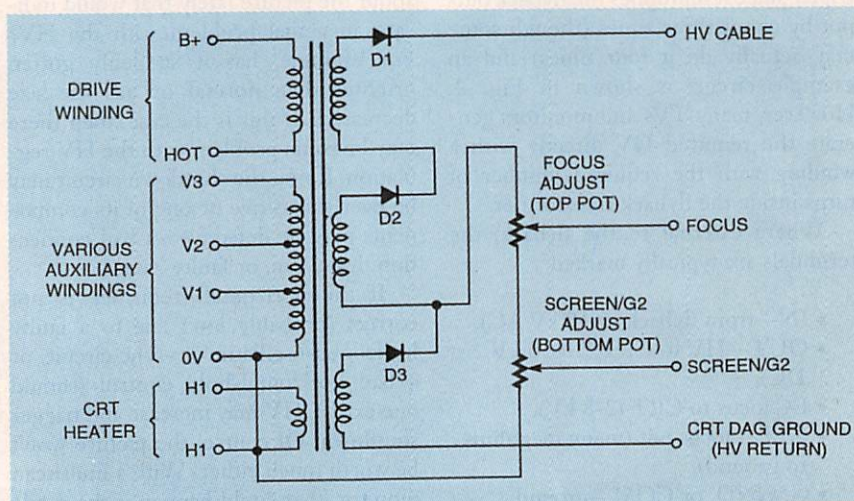 B+
DRIVE
WINDING
HOT
V3
VARIOUS
AUXILIARY
WINDINGS
V2
V1
0V
H1
CRT
HEATER
H1
D1
D2
D3
HV CABLE
FOCUS
ADJUST
(TOP POT)
FOCUS
SCREEN/G2
ADJUST
(BOTTOM POT)
SCREEN/G2
CRT DAG GROUND
(HV RETURN)